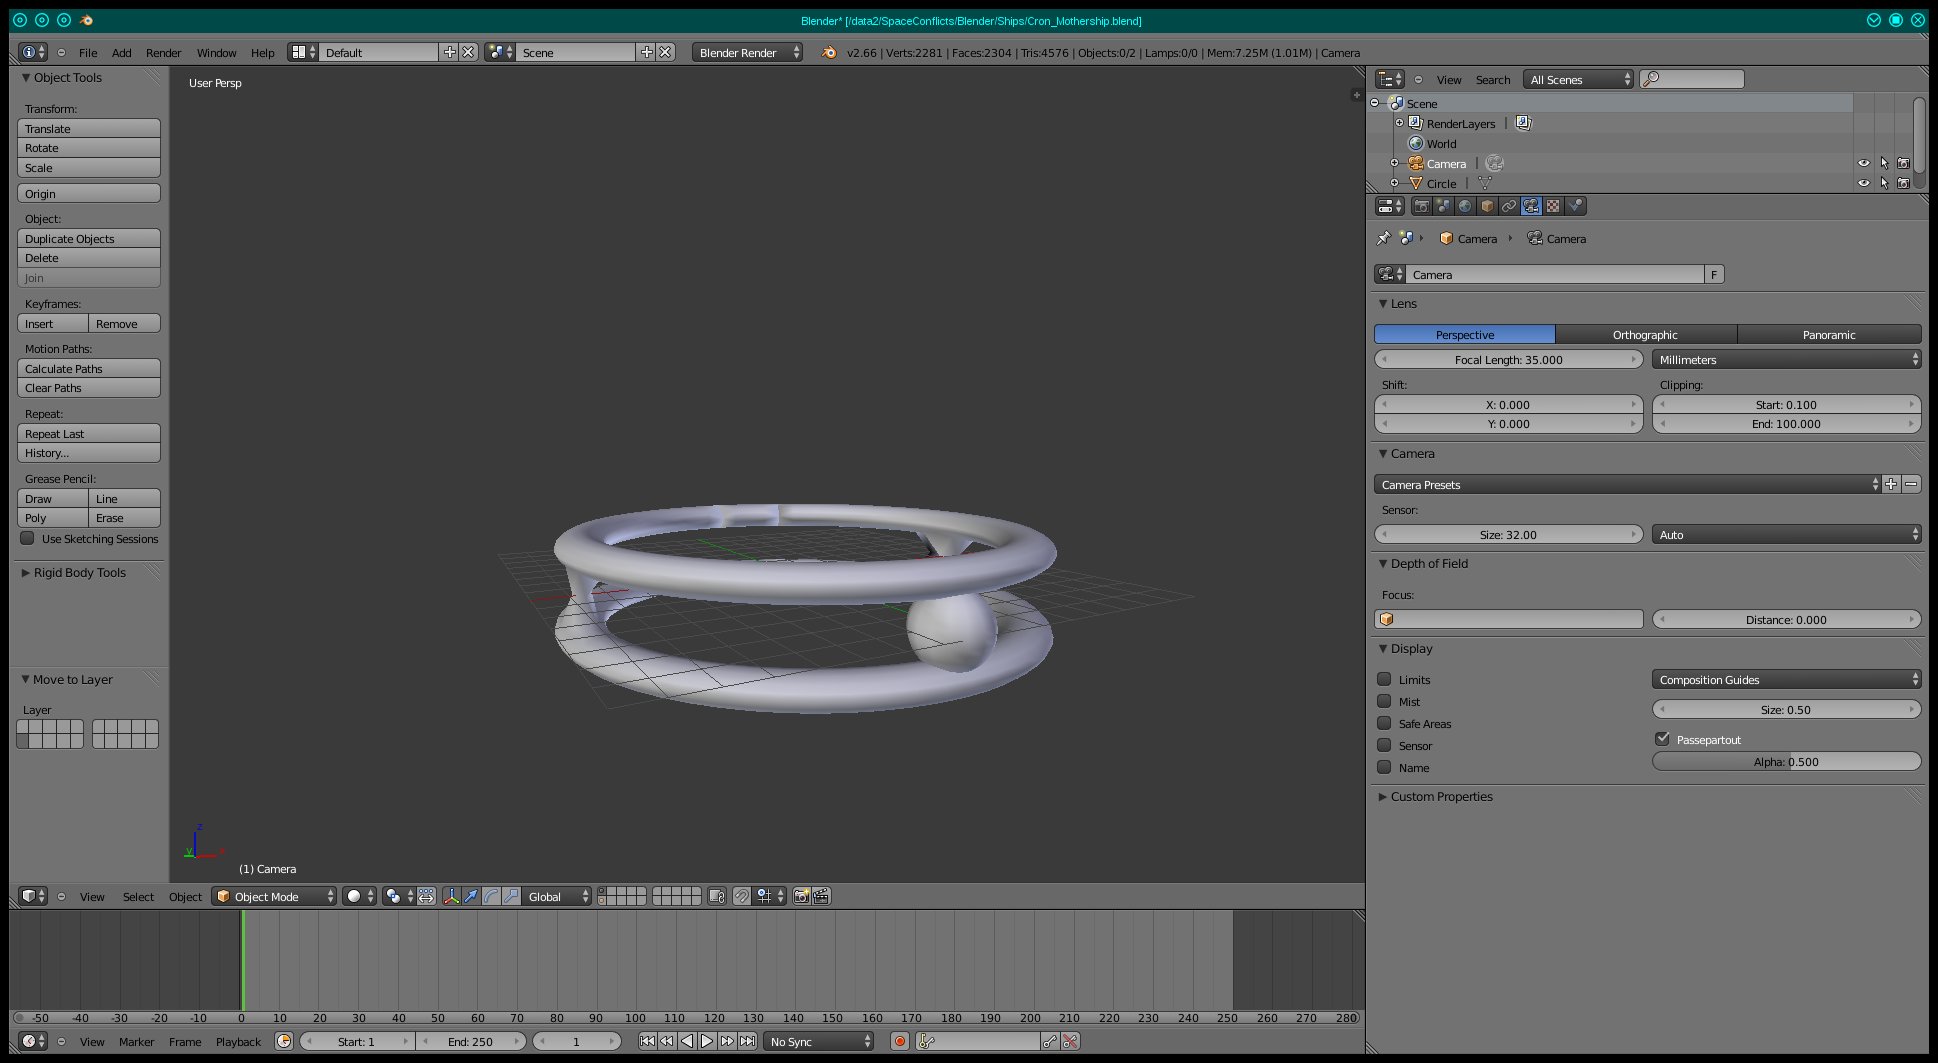 Blender* [/data2/SpaceConflicts/Blender/Ships/Cron_Mothership.blend]
File Add Render Window Help Default Scene Blender Render v2.66 | Verts:2281 | Faces:2304 | Tris:4576 | Objects:0/2 | Lamps:0/0 | Mem:7.25M (1.01M) | Camera
Object Tools
Transform:
Translate
Rotate
Scale
Origin
Object:
Duplicate Objects
Delete
Join
Keyframes:
Insert Remove
Motion Paths:
Calculate Paths
Clear Paths
Repeat:
Repeat Last
History...
Grease Pencil:
Draw Line
Poly Erase
Use Sketching Sessions
Rigid Body Tools
Move to Layer
Layer
User Persp
z
y x
(1) Camera
View Select Object Object Mode Global
-50 -40 -30 -20 -10 0 10 20 30 40 50 60 70 80 90 100 110 120 130 140 150 160 170 180 190 200 210 220 230 240 250 260 270 280
View Marker Frame Playback Start: 1 End: 250 1 No Sync
View Search All Scenes
Scene
RenderLayers |
World
Camera |
Circle |
Camera Camera
Camera F
Lens
Perspective Orthographic Panoramic
Focal Length: 35.000 Millimeters
Shift: Clipping:
X: 0.000 Start: 0.100
Y: 0.000 End: 100.000
Camera
Camera Presets
Sensor:
Size: 32.00 Auto
Depth of Field
Focus:
Distance: 0.000
Display
Limits Composition Guides
Mist Size: 0.50
Safe Areas
Sensor Passepartout
Name Alpha: 0.500
Custom Properties